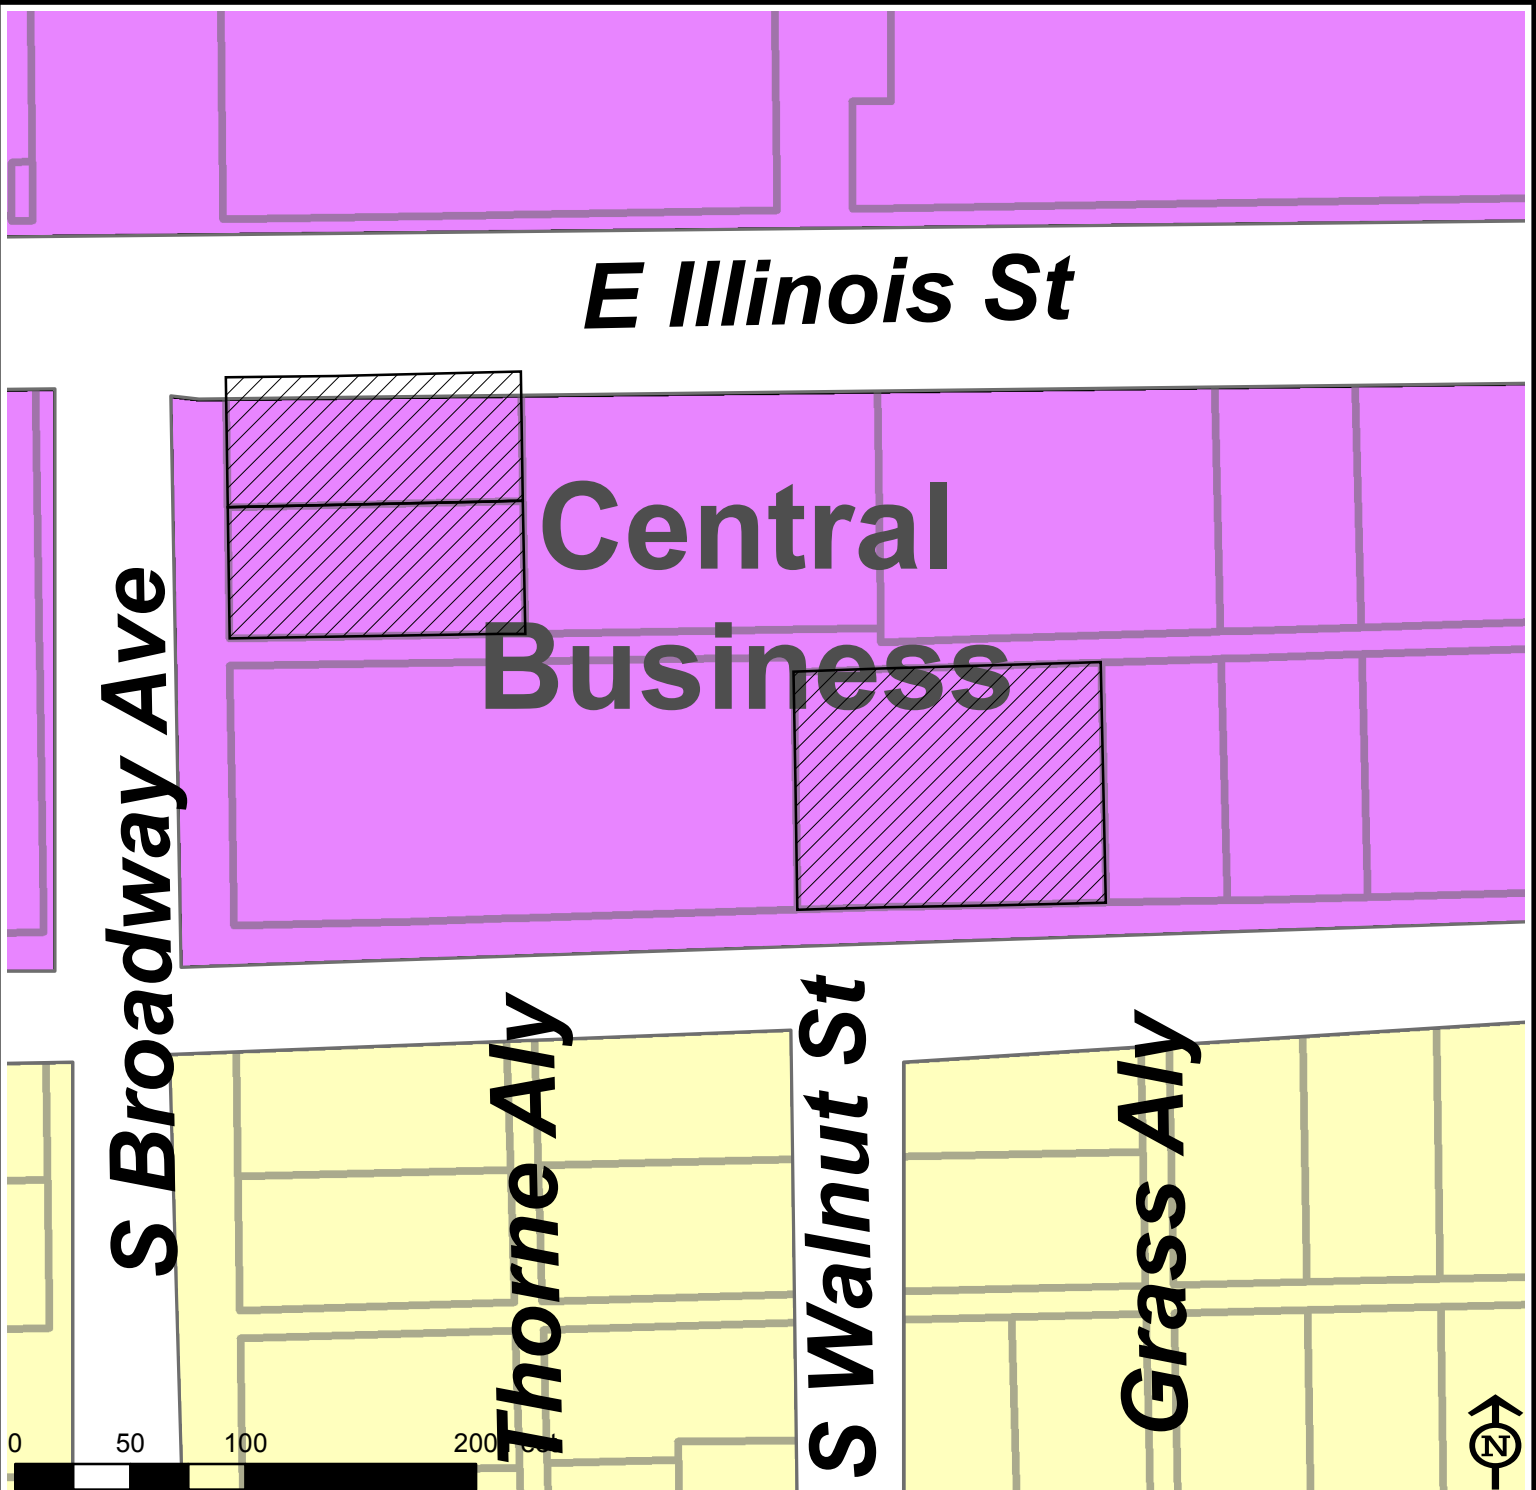 E Illinois St
Central
Business
S Broadway Ave
Thorne Aly
S Walnut St
Grass Aly
0 50 100 200
N